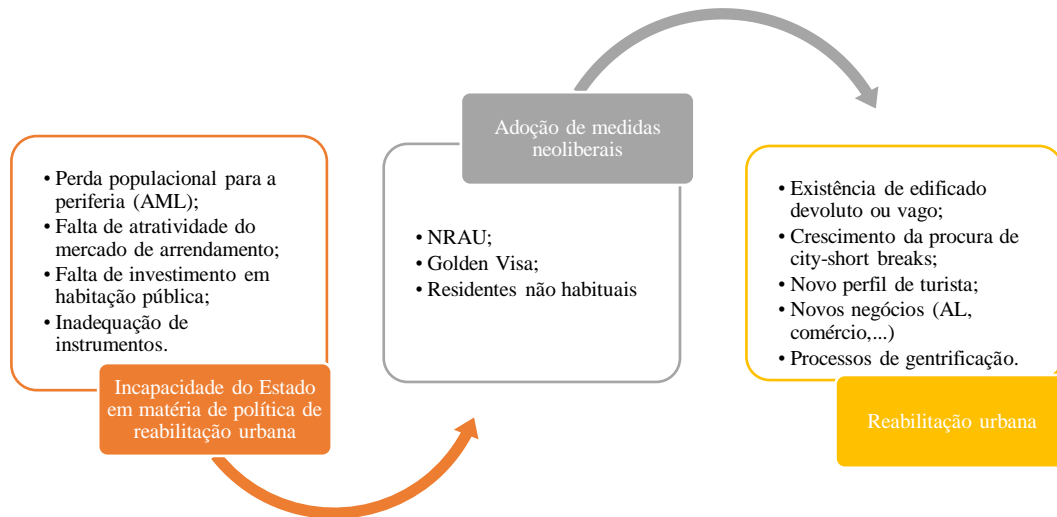 • Perda populacional para a
periferia (AML);
• Falta de atratividade do
mercado de arrendamento;
• Falta de investimento em
habitação pública;
• Inadequação de
instrumentos.
Incapacidade do Estado
em matéria de política de
reabilitação urbana
Adoção de medidas
neoliberais
• NRAU;
• Golden Visa;
• Residentes não habituais
• Existência de edificado
devoluto ou vago;
• Crescimento da procura de
city-short breaks;
• Novo perfil de turista;
• Novos negócios (AL,
comércio,...)
• Processos de gentrificação.
Reabilitação urbana